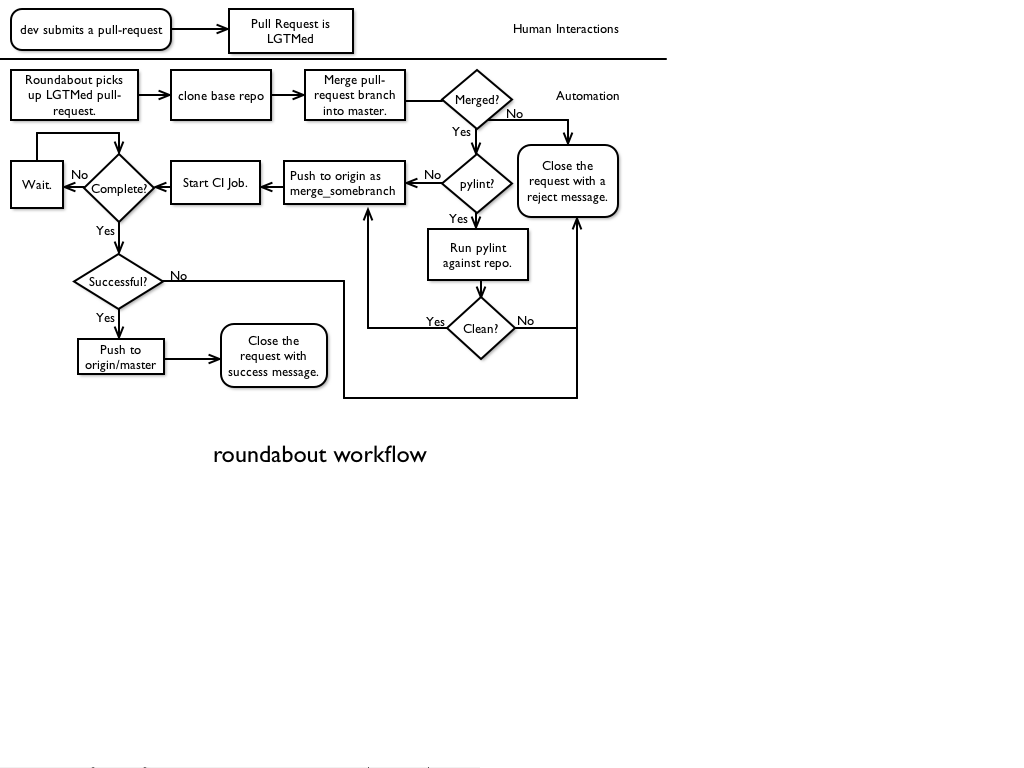 dev submits a pull-request
Pull Request is
LGTMed
Human Interactions
Roundabout picks
up LGTMed pull-
request.
clone base repo
Merge pull-
request branch
into master.
Merged?
Automation
No
Yes
Close the
request with a
reject message.
pylint?
No
Push to origin as
merge_somebranch
Start CI Job.
Complete?
No
Wait.
Yes
Yes
Run pylint
against repo.
Successful?
No
Clean?
Yes
No
Yes
Push to
origin/master
Close the
request with
success message.
roundabout workflow